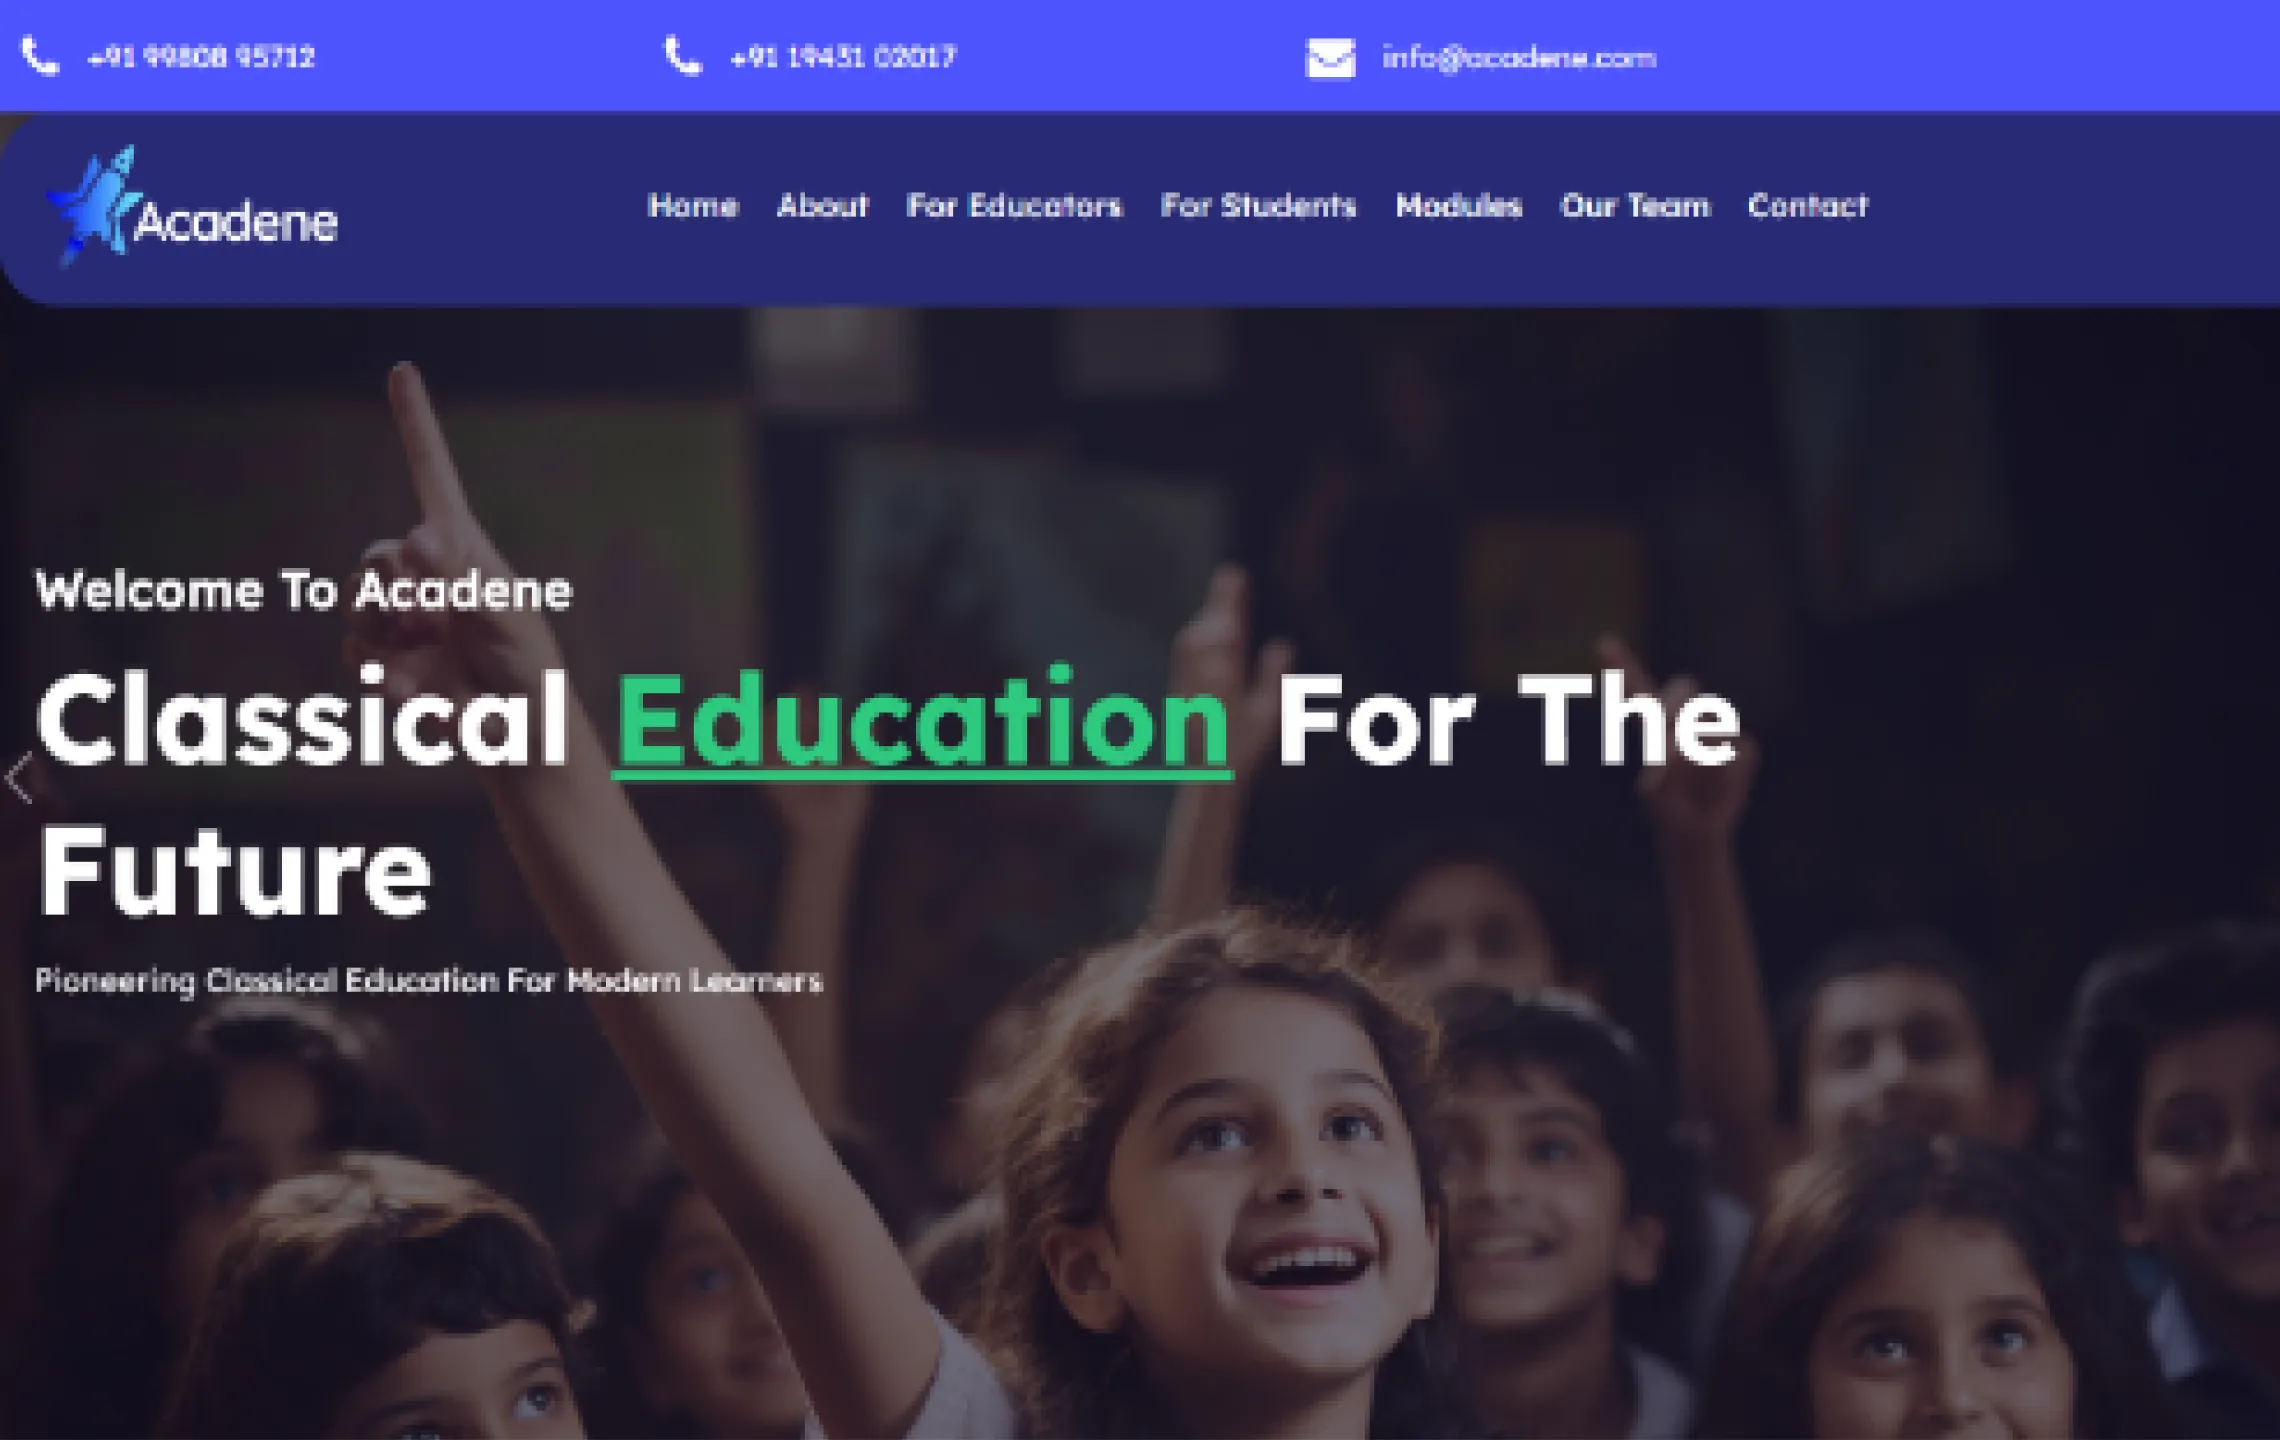 +91 99808 95712
+91 19431 02017
info@acadene.com
Acadene
Home About For Educators For Students Modules Our Team Contact
Welcome To Acadene
Classical Education For The
Future
Pioneering Classical Education For Modern Learners